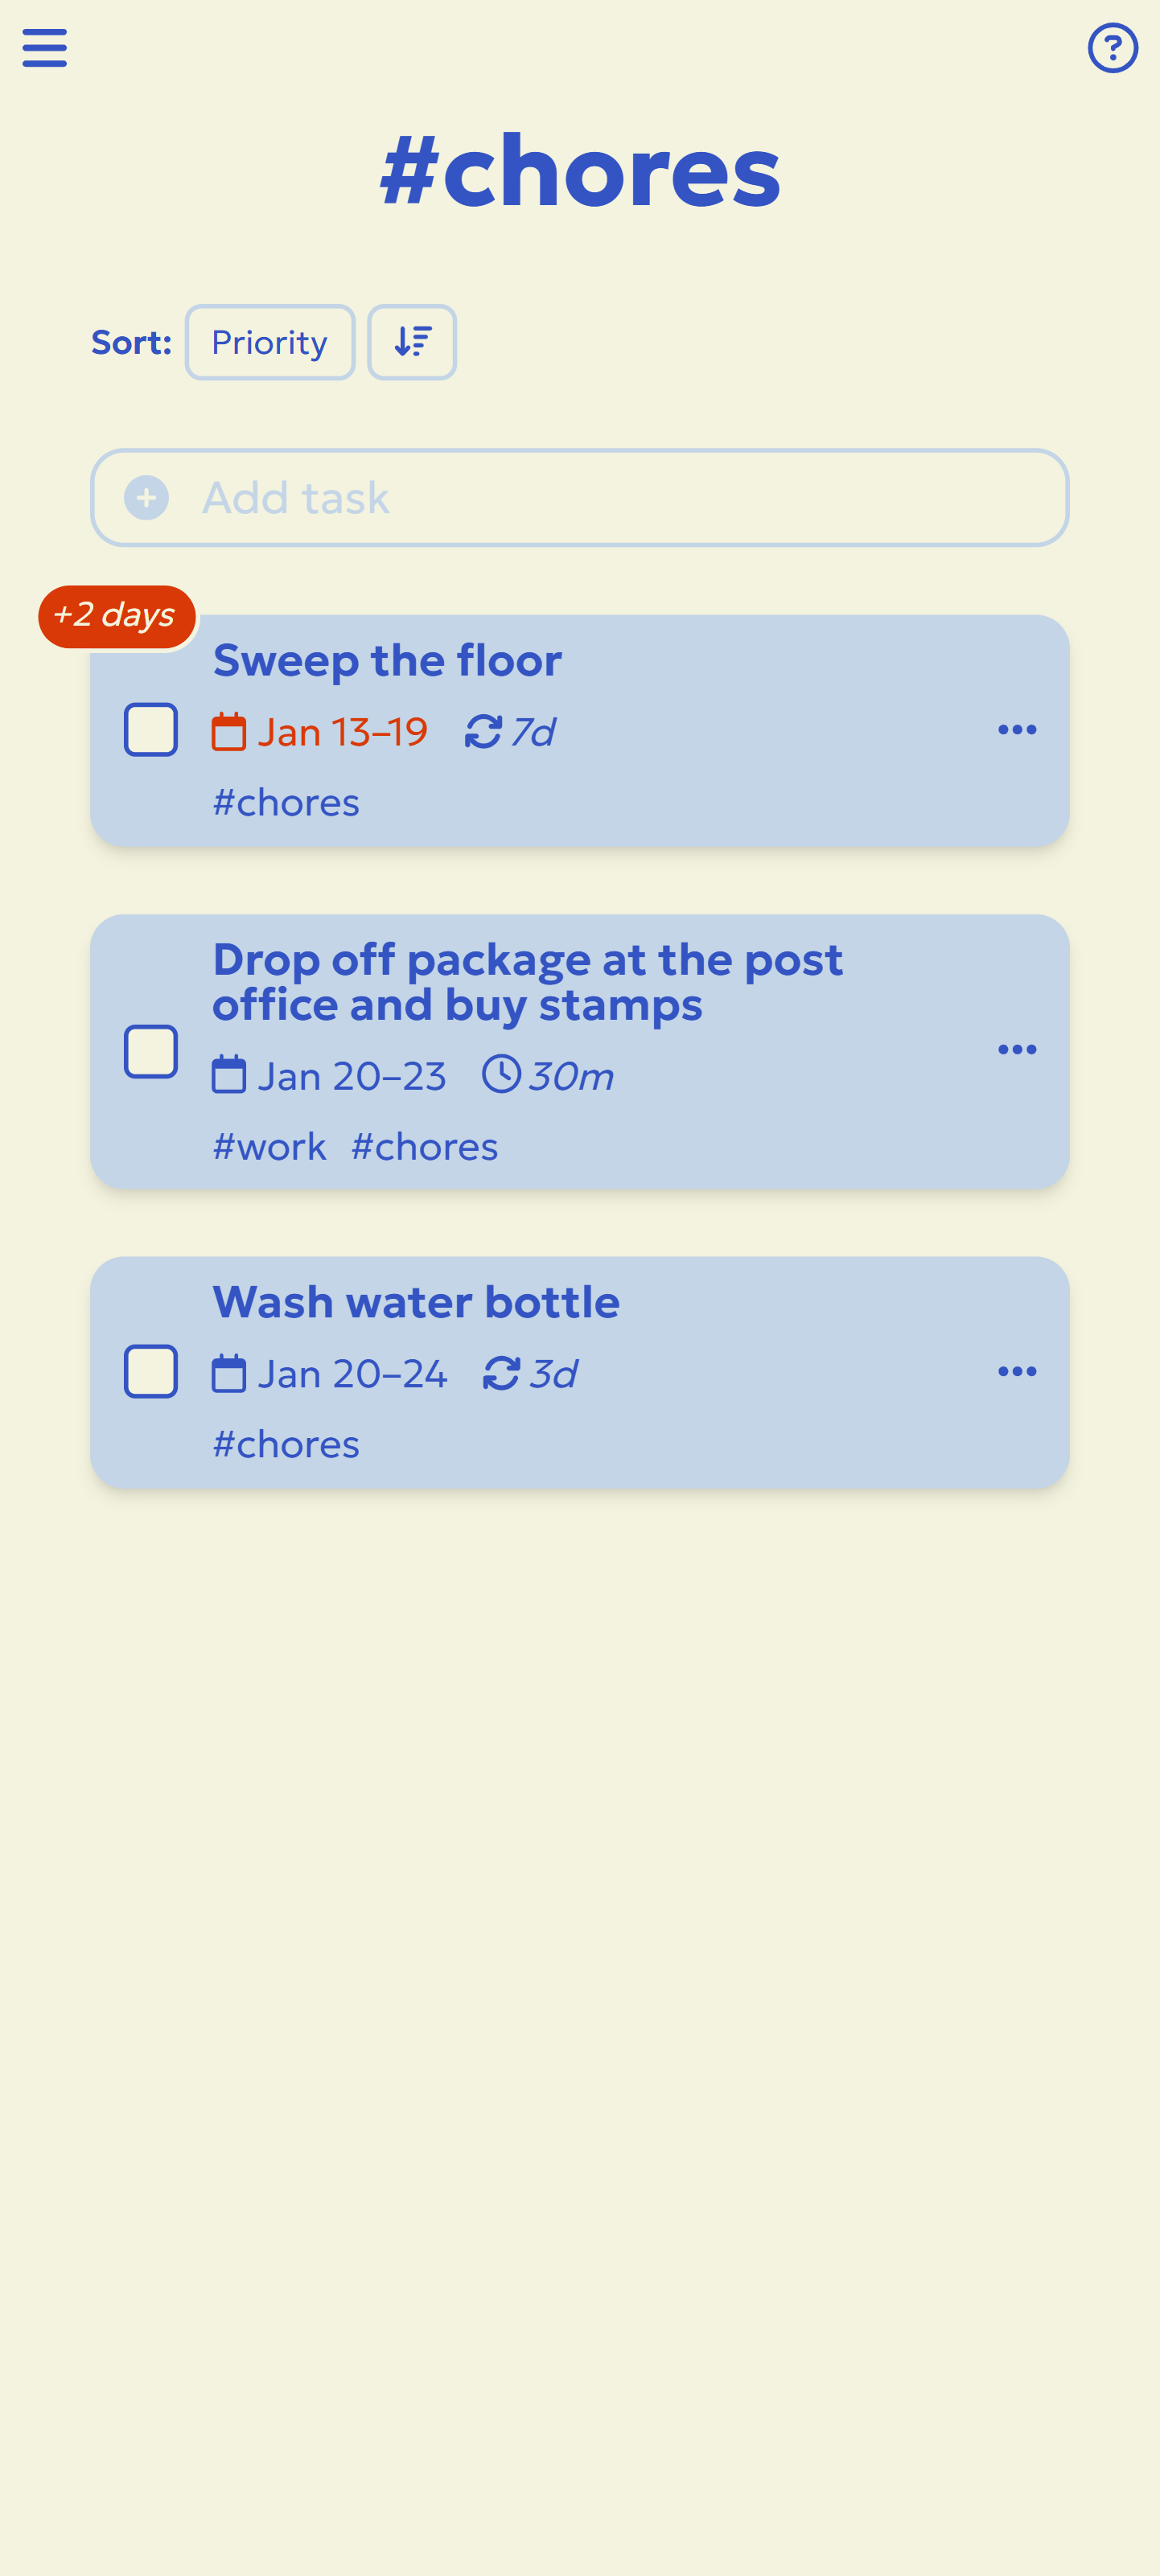 #chores
Sort: Priority
Add task
+2 days
Sweep the floor
Jan 13–19 7d
#chores
Drop off package at the post
office and buy stamps
Jan 20–23 30m
#work #chores
Wash water bottle
Jan 20–24 3d
#chores